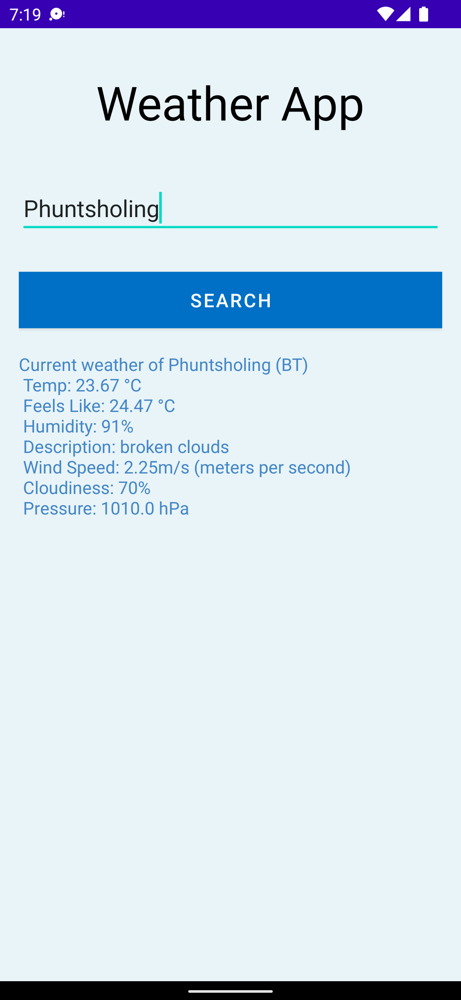 7:19
Weather App
Phuntsholing
SEARCH
Current weather of Phuntsholing (BT)
Temp: 23.67 °C
Feels Like: 24.47 °C
Humidity: 91%
Description: broken clouds
Wind Speed: 2.25m/s (meters per second)
Cloudiness: 70%
Pressure: 1010.0 hPa